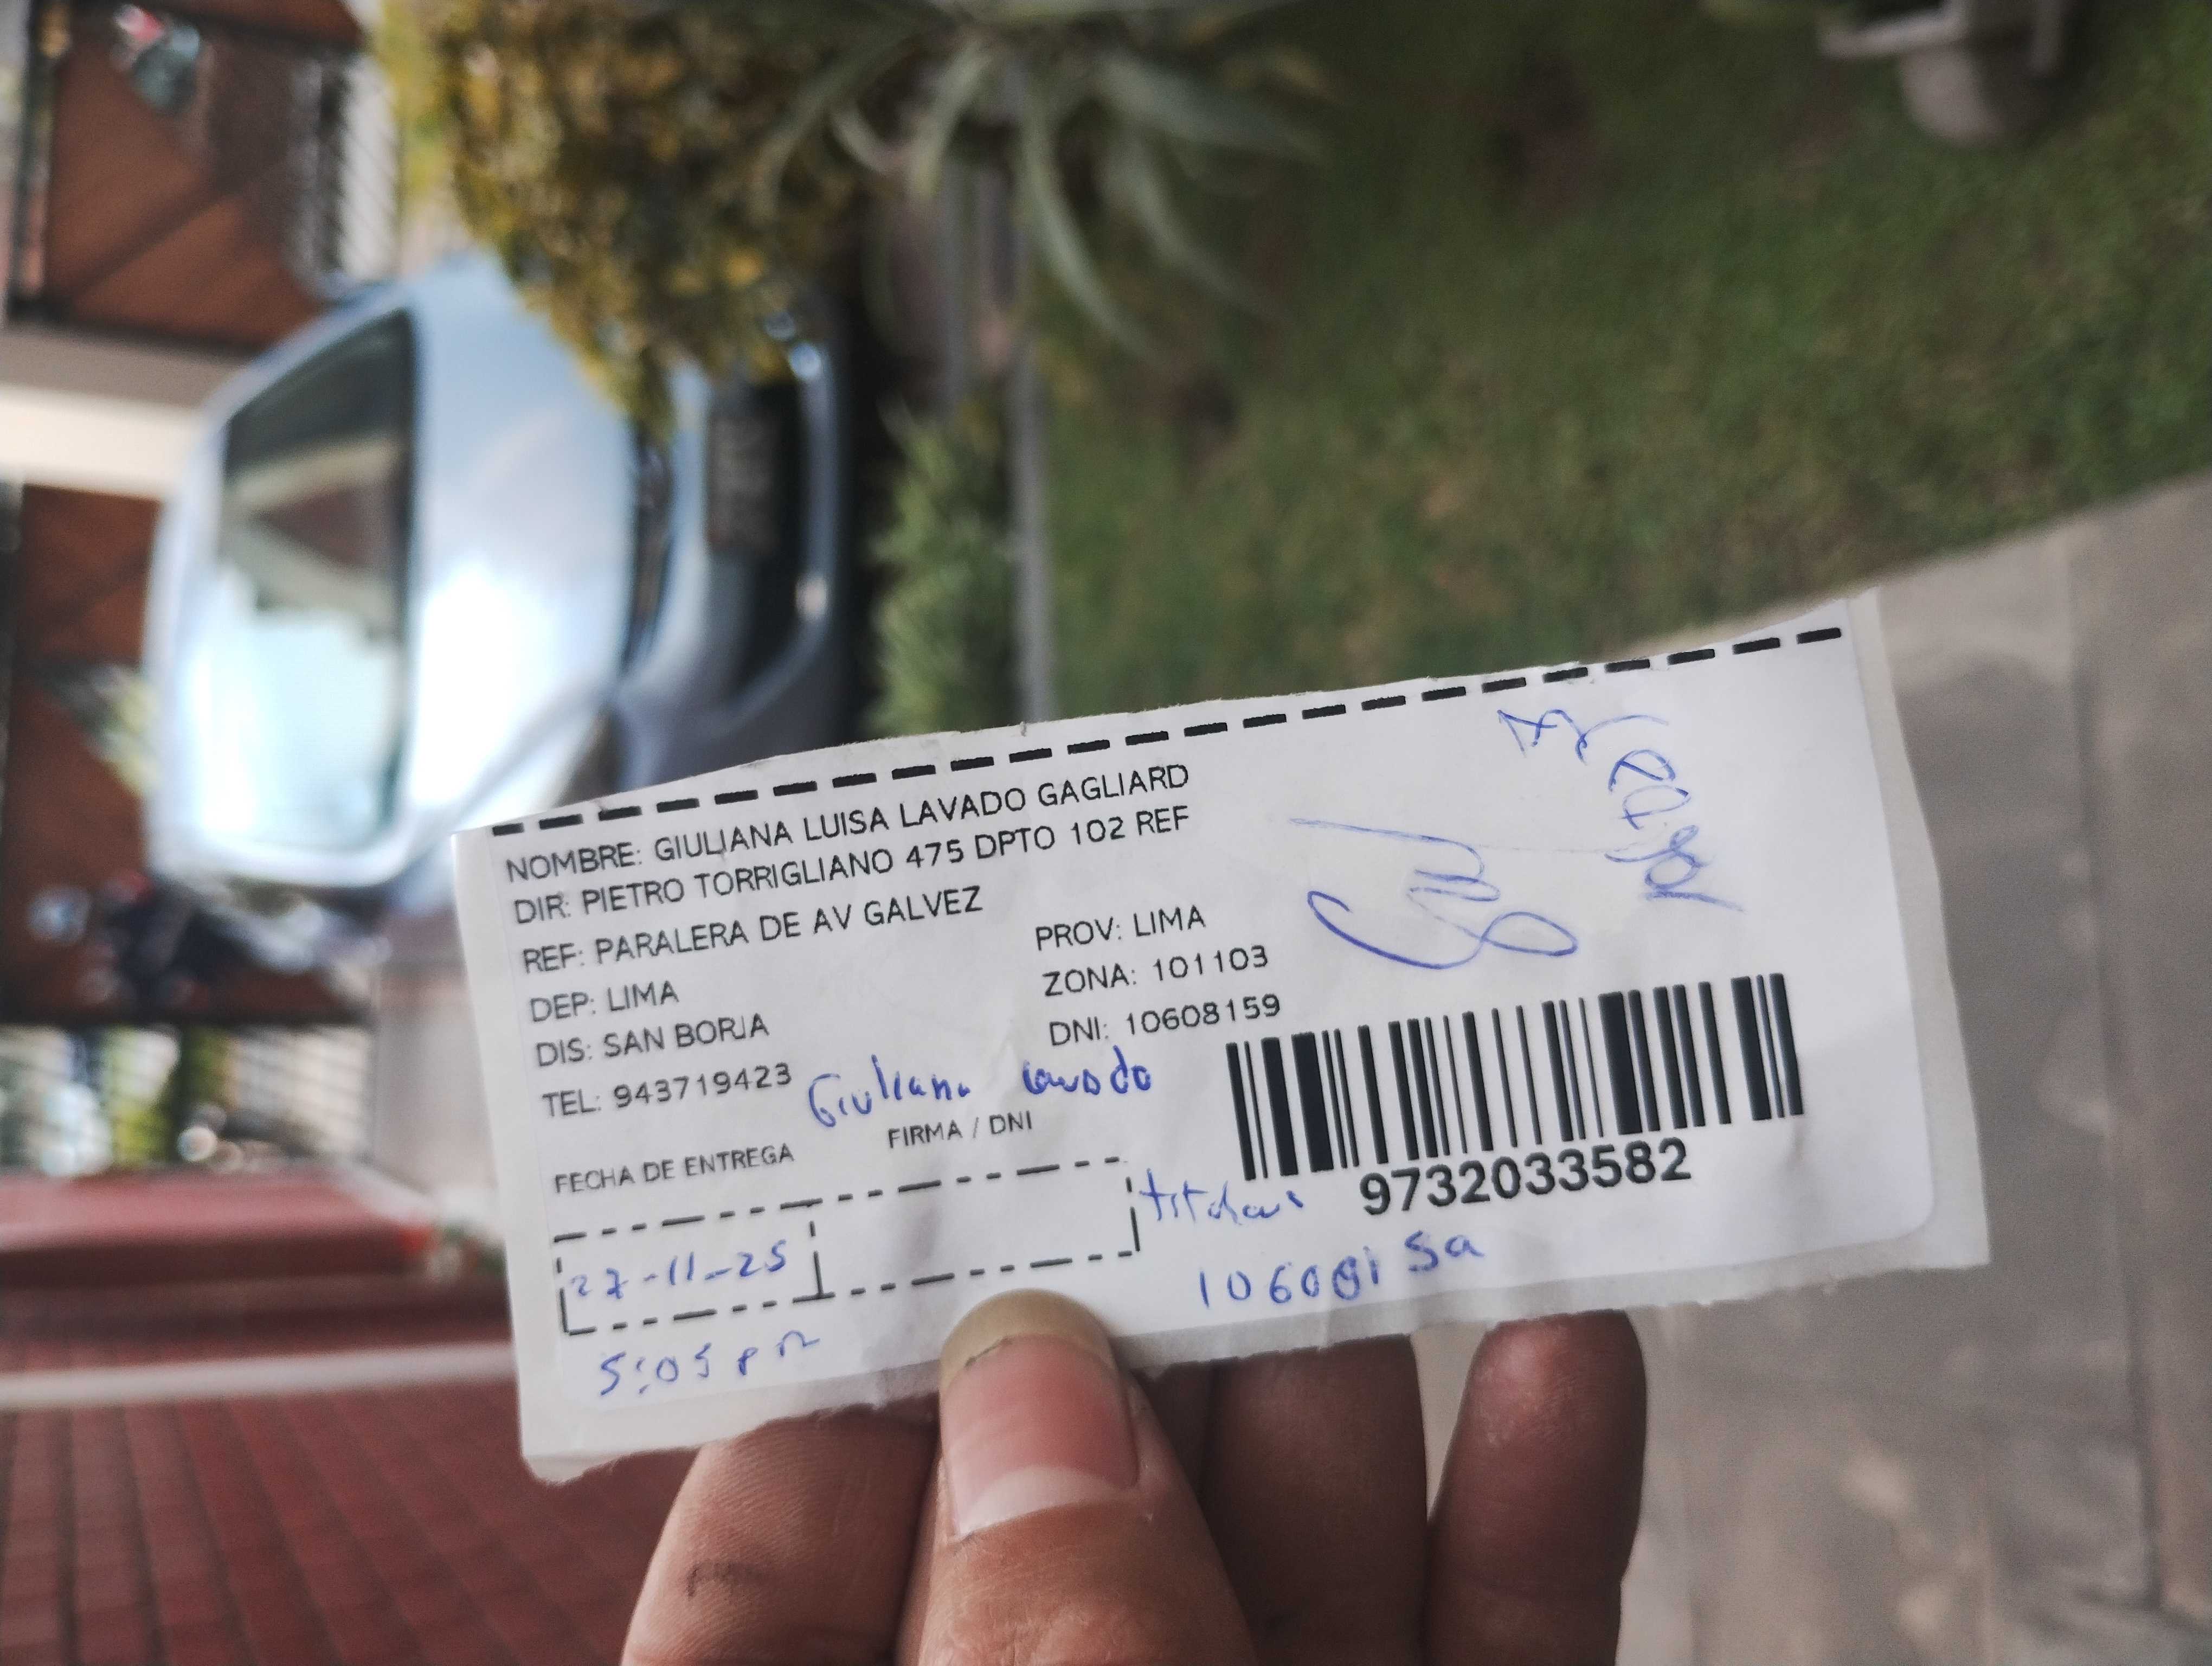 NOMBRE: GIULIANA LUISA LAVADO GAGLIARD
DIR: PIETRO TORRIGLIANO 475 DPTO 102 REF
REF: PARALERA DE AV GALVEZ
DEP: LIMA
PROV: LIMA
DIS: SAN BORJA
ZONA: 101103
TEL: 943719423
DNI: 10608159
Giuliana Lavado
FECHA DE ENTREGA
FIRMA / DNI
27-11-25
titular
9732033582
5:05 pm